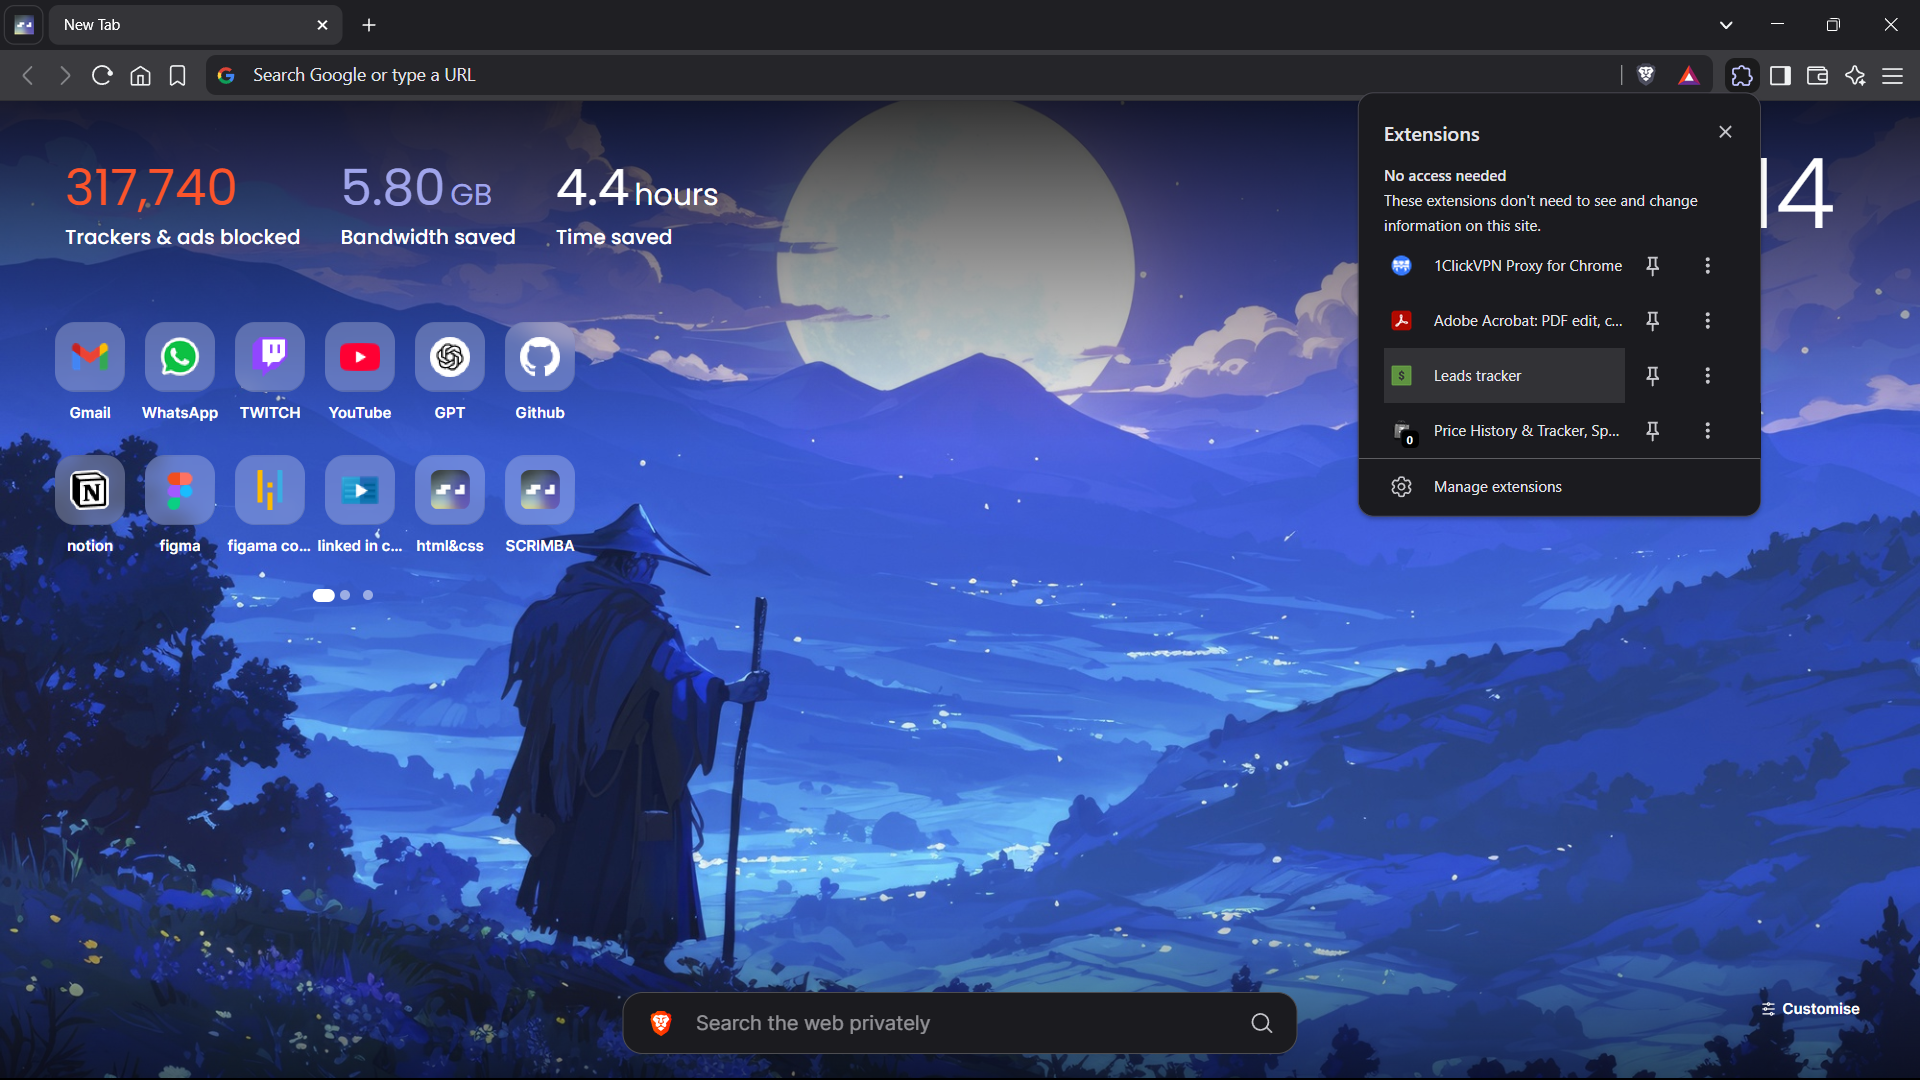 New Tab
Search Google or type a URL
317,740
Trackers & ads blocked
5.80 GB
Bandwidth saved
4.4 hours
Time saved
14
Extensions
No access needed
These extensions don't need to see and change
information on this site.
1ClickVPN Proxy for Chrome
Adobe Acrobat: PDF edit, c...
$
Leads tracker
0
Price History & Tracker, Sp...
Manage extensions
Gmail
WhatsApp
TWITCH
YouTube
GPT
Github
N
notion
figma
figama co...
linked in c...
html&css
SCRIMBA
Search the web privately
Customise